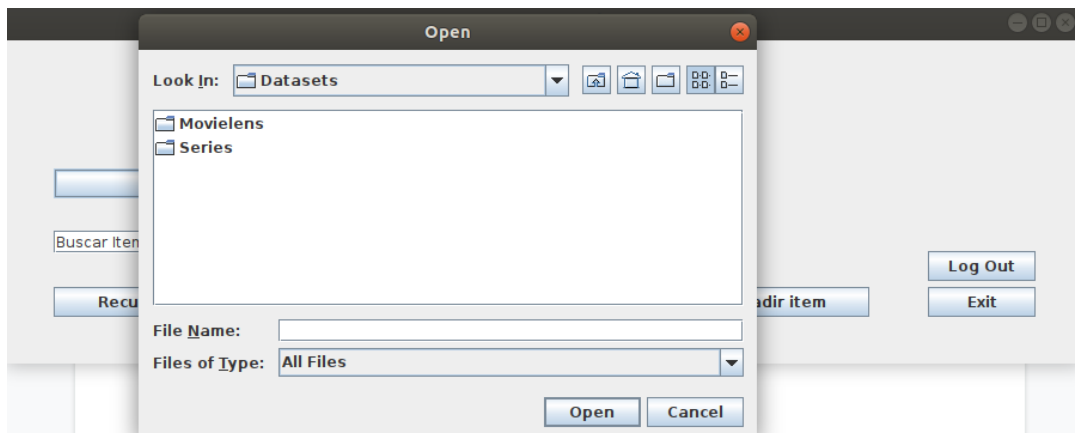 Open
Look In: Datasets
Movielens
Series
Buscar Iten
Log Out
Recu
adir item
Exit
File Name:
Files of Type: All Files
Open Cancel